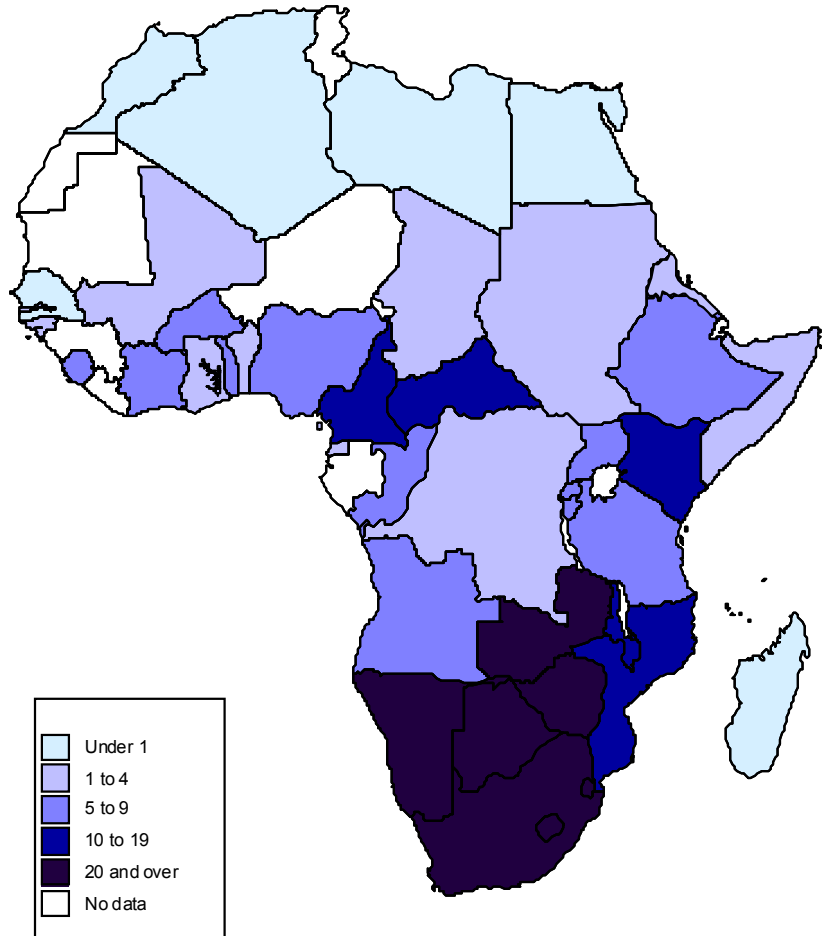 Under 1
1 to 4
5 to 9
10 to 19
20 and over
No data